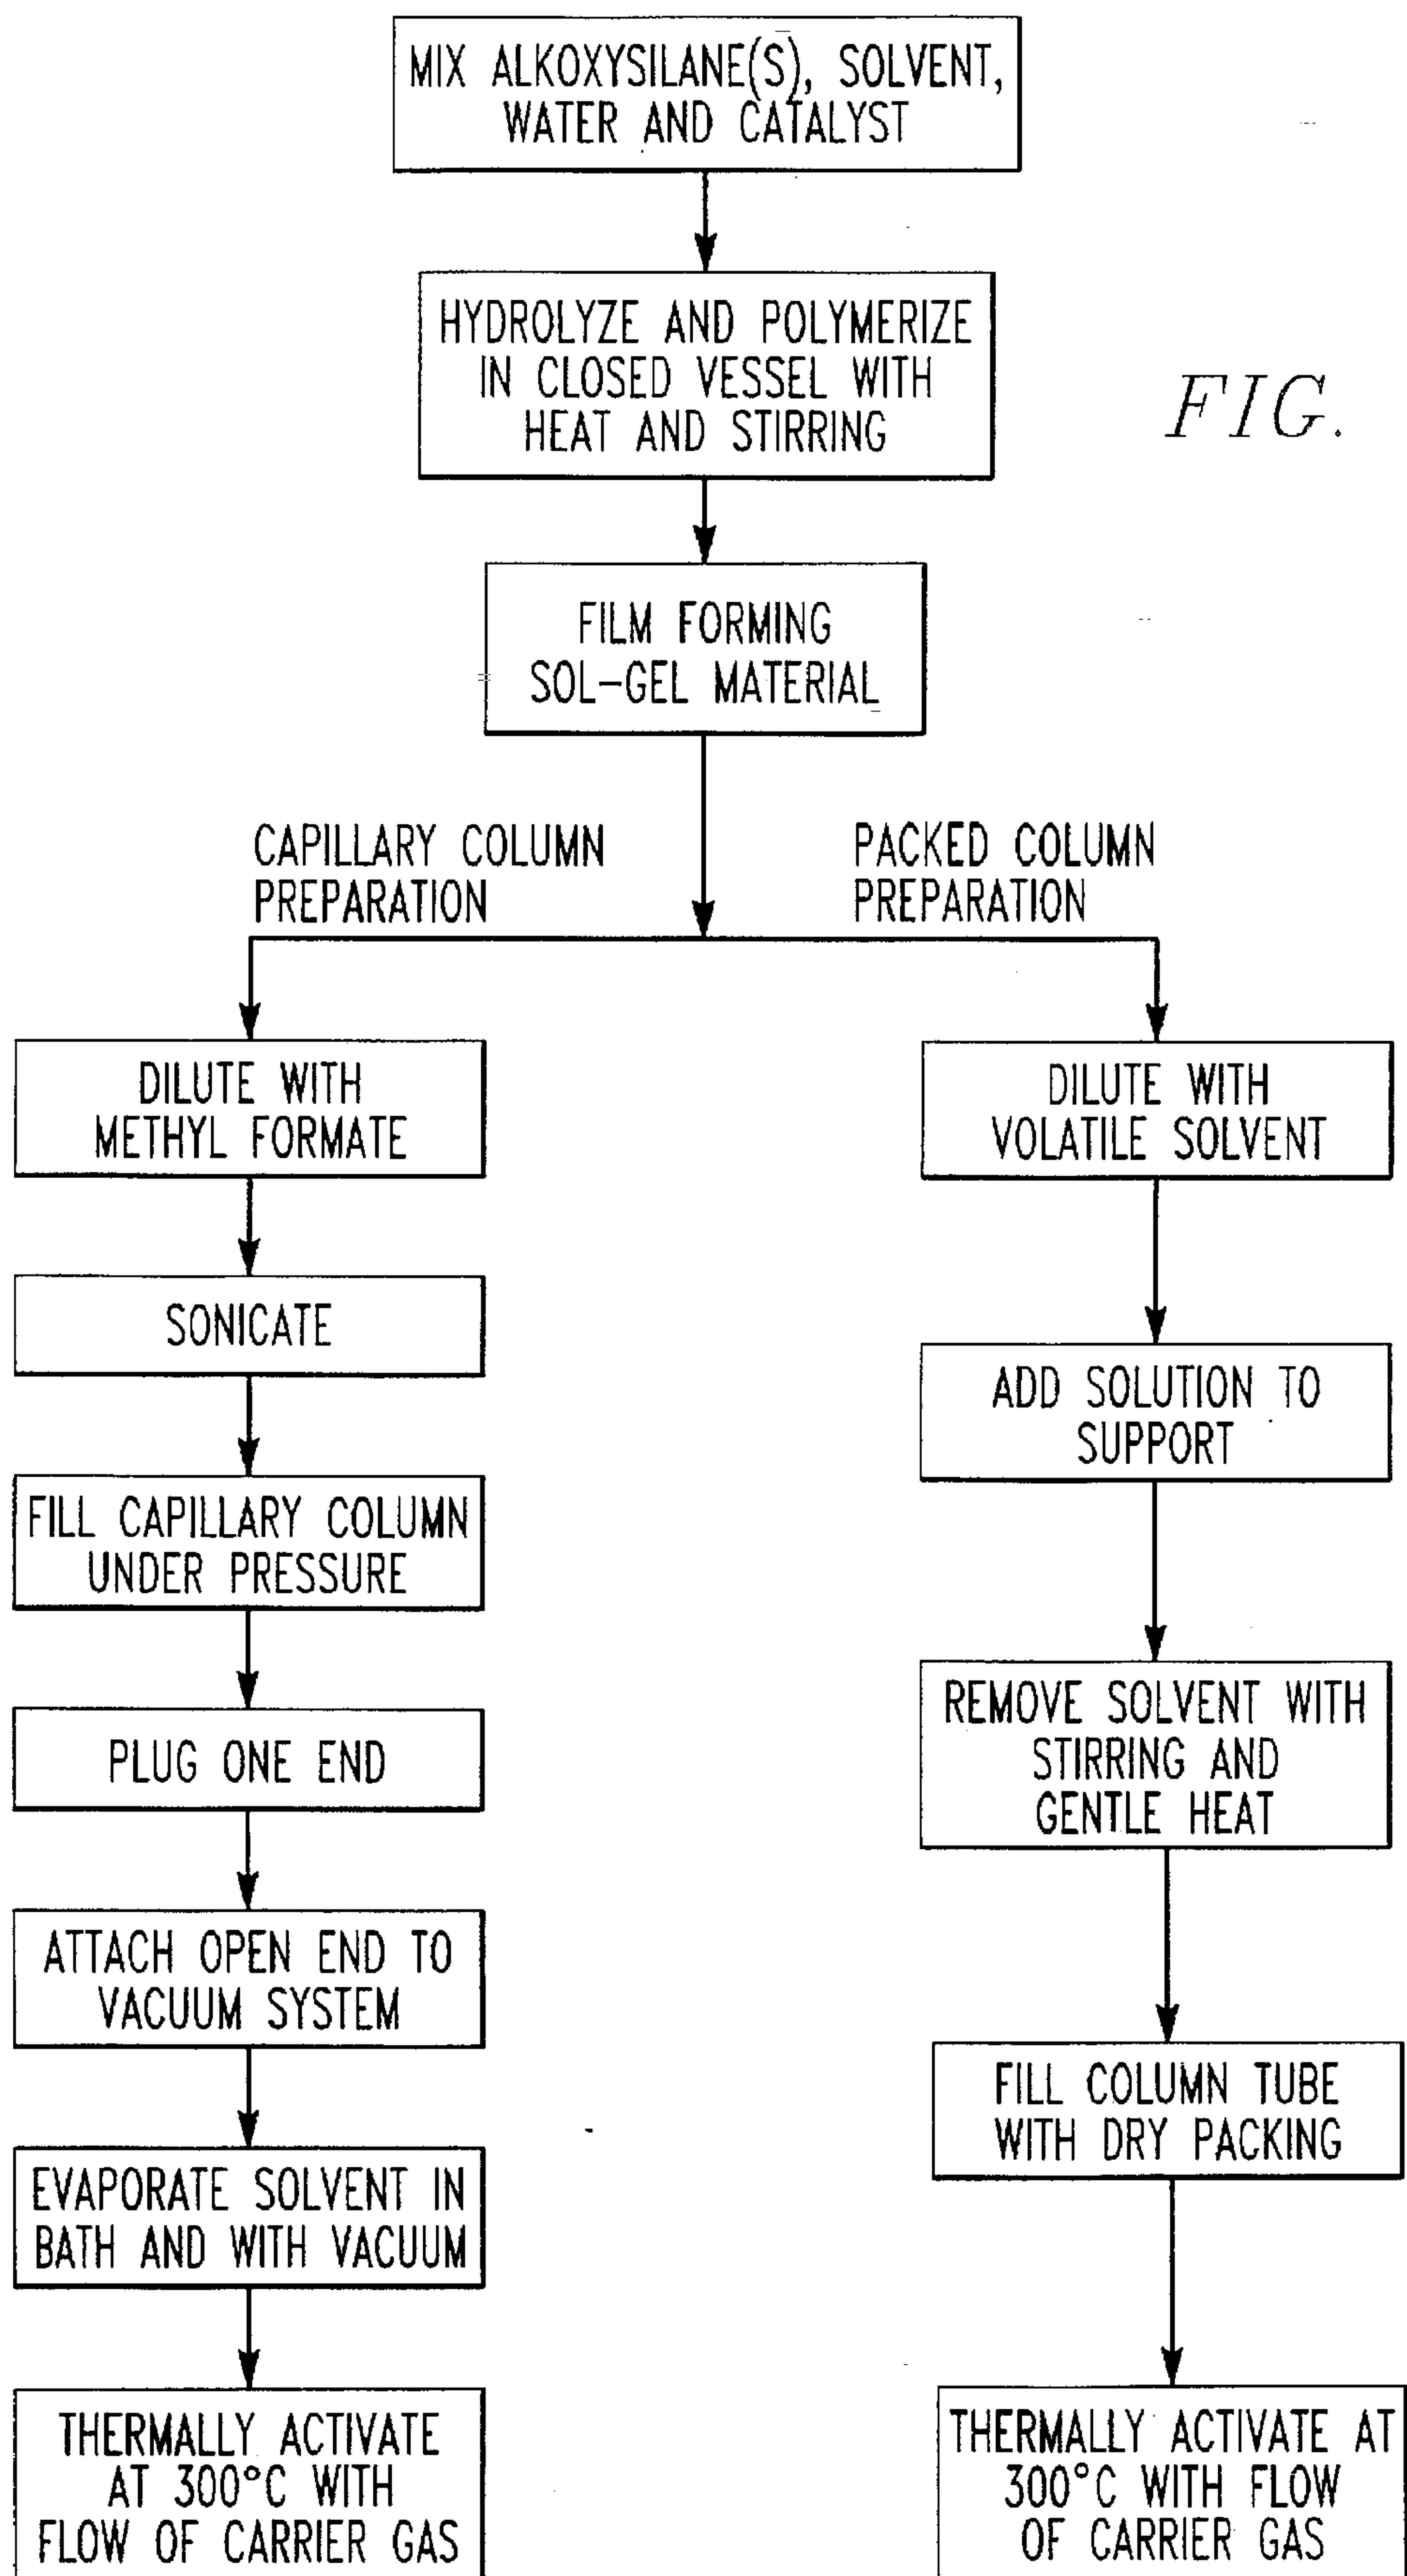 MIX ALKOXYSILANE(S), SOLVENT,
WATER AND CATALYST
HYDROLYZE AND POLYMERIZE
IN CLOSED VESSEL WITH
HEAT AND STIRRING
FIG.
FILM FORMING
SOL-GEL MATERIAL
CAPILLARY COLUMN
PREPARATION
PACKED COLUMN
PREPARATION
DILUTE WITH
METHYL FORMATE
SONICATE
FILL CAPILLARY COLUMN
UNDER PRESSURE
PLUG ONE END
ATTACH OPEN END TO
VACUUM SYSTEM
EVAPORATE SOLVENT IN
BATH AND WITH VACUUM
THERMALLY ACTIVATE
AT 300°C WITH
FLOW OF CARRIER GAS
DILUTE WITH
VOLATILE SOLVENT
ADD SOLUTION TO
SUPPORT
REMOVE SOLVENT WITH
STIRRING AND
GENTLE HEAT
FILL COLUMN TUBE
WITH DRY PACKING
THERMALLY ACTIVATE AT
300°C WITH FLOW
OF CARRIER GAS